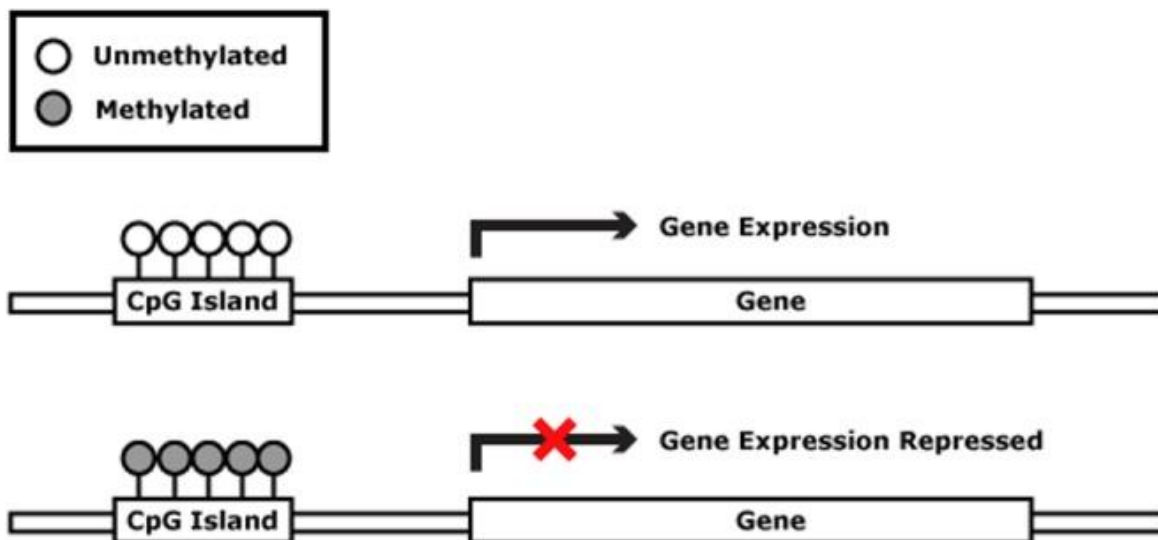 Unmethylated
Methylated
Gene Expression
CpG Island
Gene
Gene Expression Repressed
CpG Island
Gene